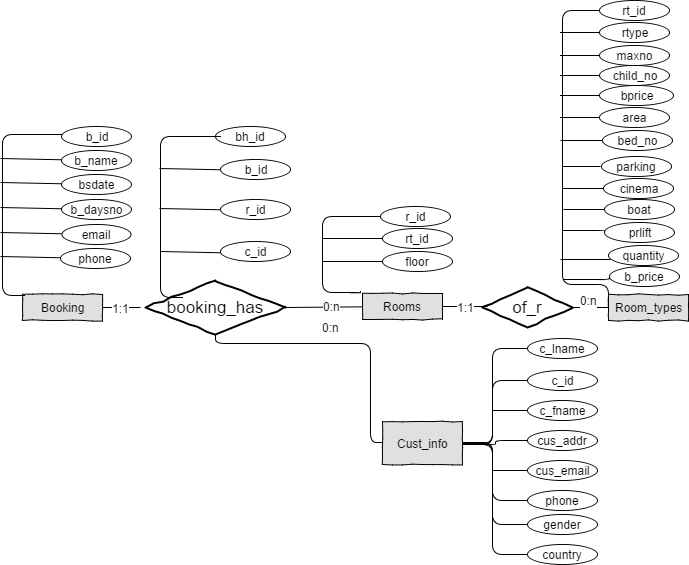 rt_id
rtype
maxno
child_no
bprice
area
bed_no
parking
cinema
boat
prlift
quantity
b_price
b_id
b_name
bsdate
b_daysno
email
phone
bh_id
b_id
r_id
c_id
r_id
rt_id
floor
Booking
1:1
booking_has
0:n
Rooms
1:1
of_r
0:n
Room_types
0:n
c_lname
c_id
c_fname
Cust_info
cus_addr
cus_email
phone
gender
country